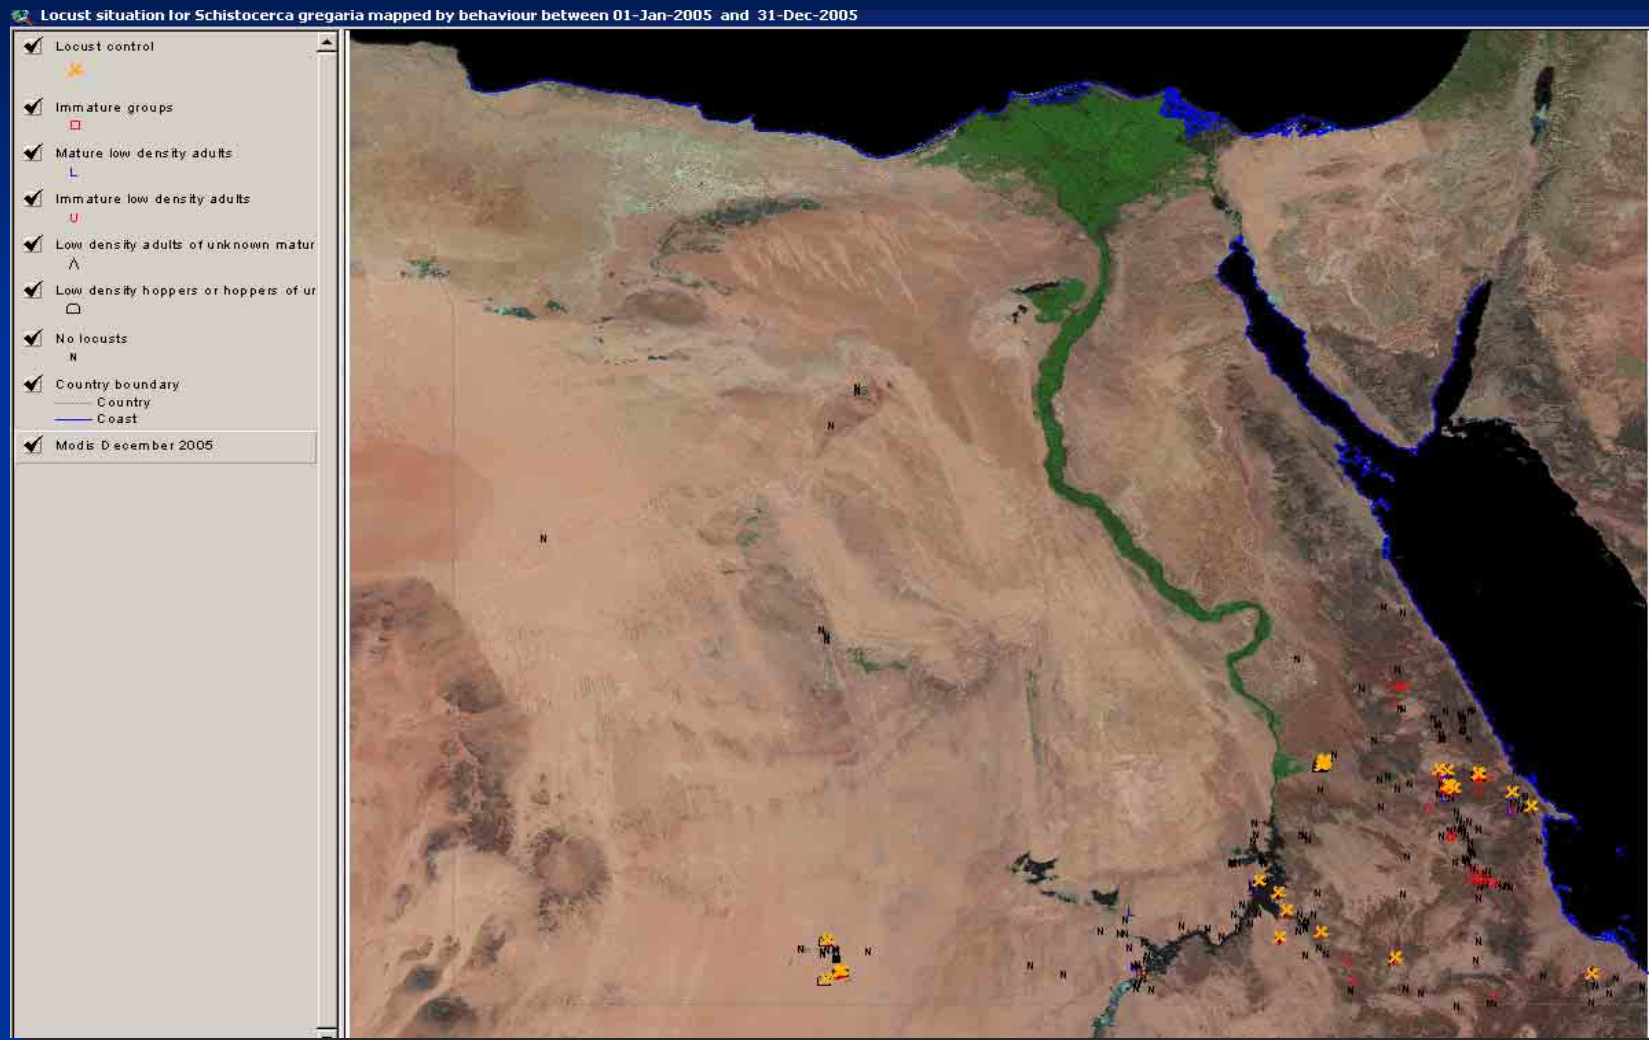 Locust situation for Schistocerca gregaria mapped by behaviour between 01-Jan-2005 and 31-Dec-2005
Locust control
Immature groups
Mature low density adults
L
Immature low density adults
U
Low density adults of unknown matur
Low density hoppers or hoppers of ur
No locusts
N
Country boundary
Country
Coast
Modis December 2005